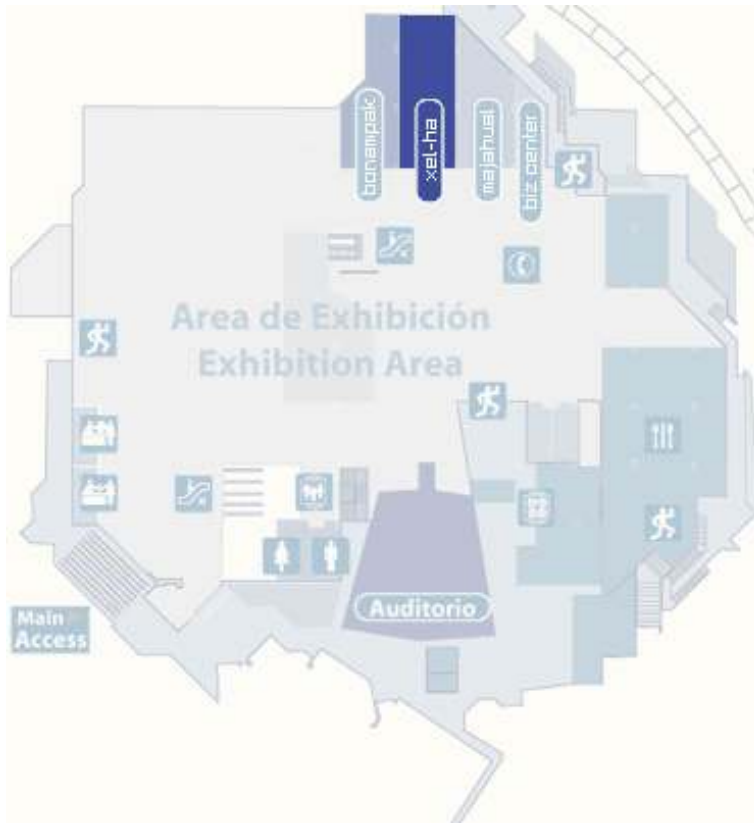 bonampak
xel-ha
majahual
biz center
Area de Exhibición
Exhibition Area
Auditorio
Main
Access